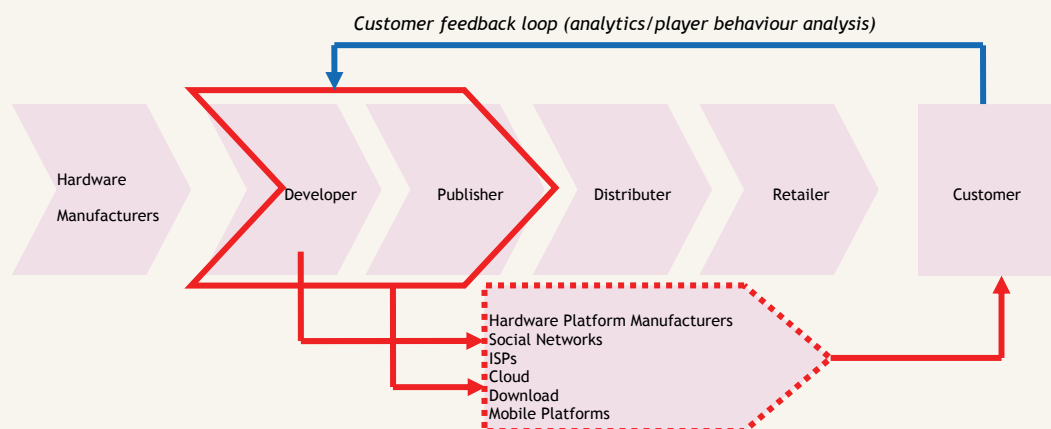 Customer feedback loop (analytics/player behaviour analysis)
Hardware
Manufacturers
Developer
Publisher
Distributer
Retailer
Customer
Hardware Platform Manufacturers
Social Networks
ISPs
Cloud
Download
Mobile Platforms